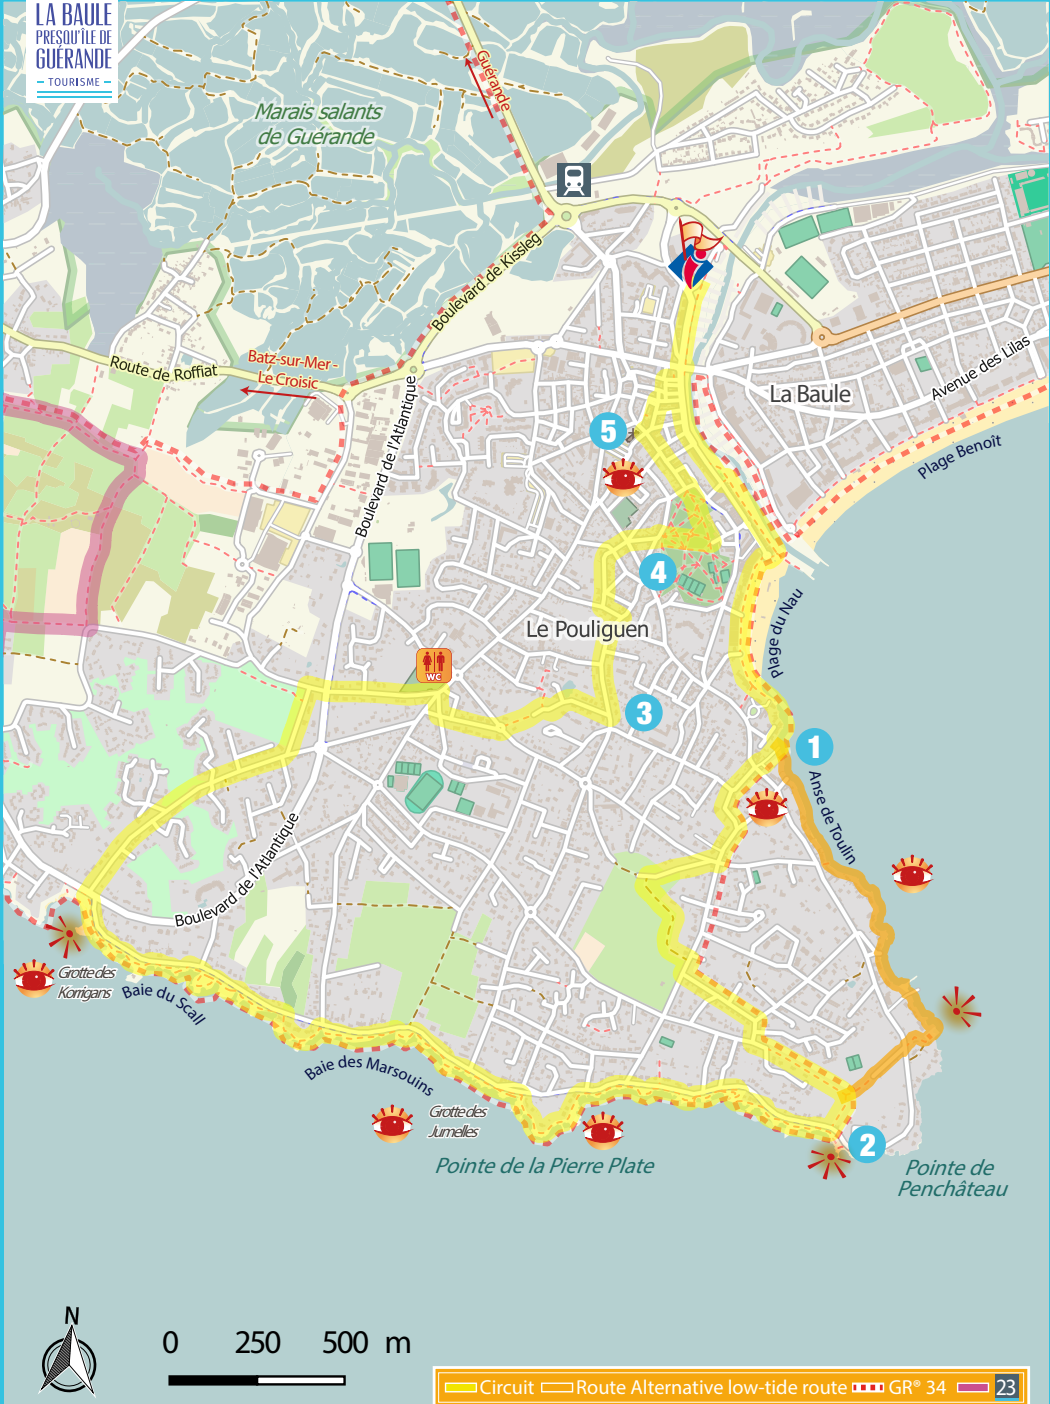 LA BAULE
PRESQU'ÎLE DE
GUÉRANDE
TOURISME
Guérande
Marais salants
de Guérande
Boulevard de Kissleg
Route de Roffiat
Batz-sur-Mer -
Le Croisic
Boulevard de l'Atlantique
La Baule
Avenue des Lilas
Plage Benoît
5
4
Le Pouliguen
Plage du Nau
WC
3
1
Anse de Toulin
Boulevard de l'Atlantique
Grotte des
Korrigans
Baie du Scall
Baie des Marsouins
Grotte des
Jumelles
Pointe de la Pierre Plate
2
Pointe de
Penchâteau
N
0 250 500 m
Circuit Route Alternative low-tide route GR® 34 23